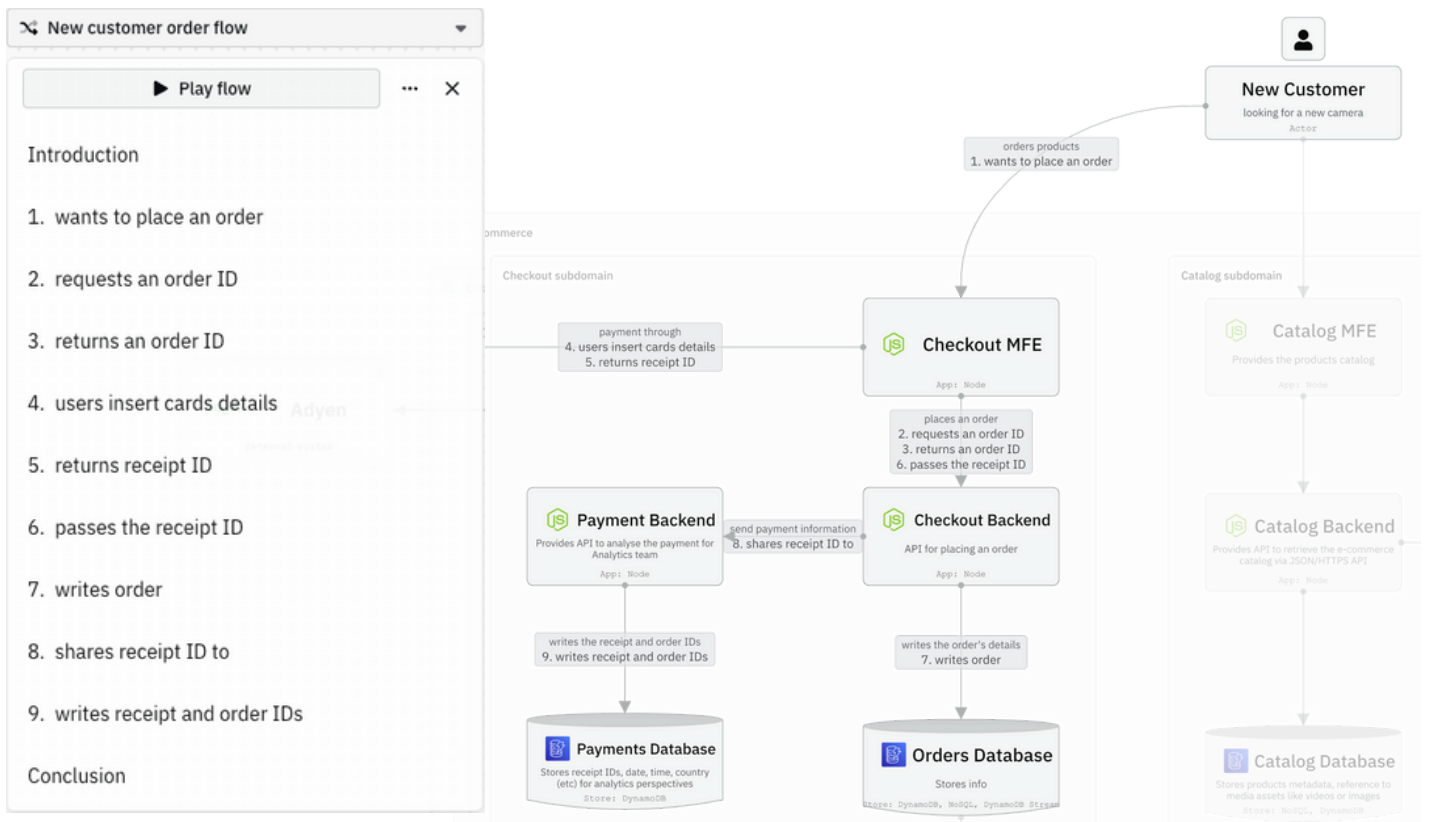 New customer order flow
Play flow
Introduction
1. wants to place an order
2. requests an order ID
3. returns an order ID
4. users insert cards details
5. returns receipt ID
6. passes the receipt ID
7. writes order
8. shares receipt ID to
9. writes receipt and order IDs
Conclusion
Adyen
New Customer
looking for a new camera
Actor
orders products
1. wants to place an order
ommerce
Checkout subdomain
Catalog subdomain
payment through
4. users insert cards details
5. returns receipt ID
JS
Checkout MFE
App: Node
JS
Catalog MFE
Provides the products catalog
App: Node
places an order
2. requests an order ID
3. returns an order ID
6. passes the receipt ID
JS
Payment Backend
Provides API to analyse the payment for
Analytics team
App: Node
send payment information
8. shares receipt ID to
JS
Checkout Backend
API for placing an order
App: Node
JS
Catalog Backend
Provides API to retrieve the e-commerce
catalog via JSON/HTTPS API
App: Node
writes the receipt and order IDs
9. writes receipt and order IDs
writes the order's details
7. writes order
Payments Database
Stores receipt IDs, date, time, country
(etc) for analytics perspectives
Store: DynamoDB
Orders Database
Stores info
Store: DynamoDB, NoSQL, DynamoDB Stream
Catalog Database
Stores products metadata, reference to
media assets like videos or images
Store: NoSQL, DynamoDB